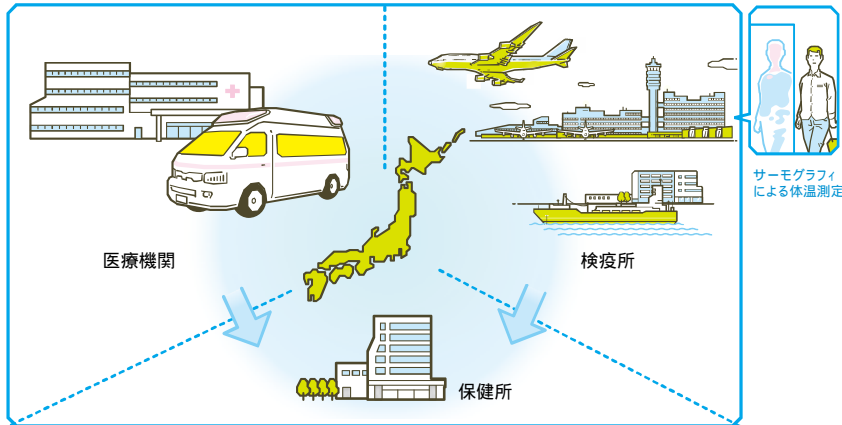 サーモグラフィ
による体温測定
医療機関
検疫所
保健所